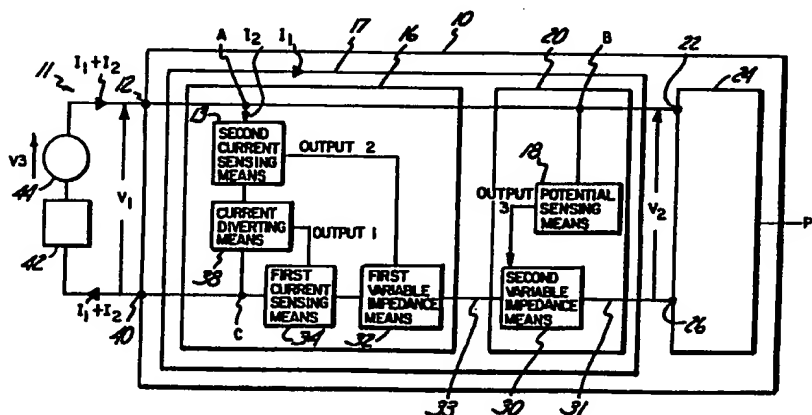 10
17
A I2 I1 16 20 B 22
11 I1+I2 24
12
13
SECOND
CURRENT
SENSING
MEANS
OUTPUT 2
18
V3
44
V1
POTENTIAL
SENSING
MEANS
V2
OUTPUT
3
P
CURRENT
DIVERTING
MEANS
OUTPUT 1
42
38
FIRST
CURRENT
SENSING
MEANS
FIRST
VARIABLE
IMPEDANCE
MEANS
SECOND
VARIABLE
IMPEDANCE
MEANS
I1+I2
40
C
34
32
26
33
30
31